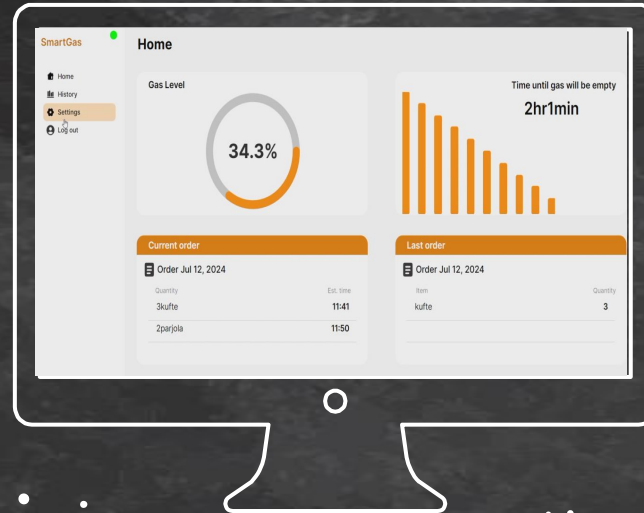 SmartGas
Home
History
Settings
Log out
Home
Gas Level
34.3%
Time until gas will be empty
2hr1min
Current order
Order Jul 12, 2024
Quantity Est. time
3kufte 11:41
2parjola 11:50
Last order
Order Jul 12, 2024
Item Quantity
kufte 3